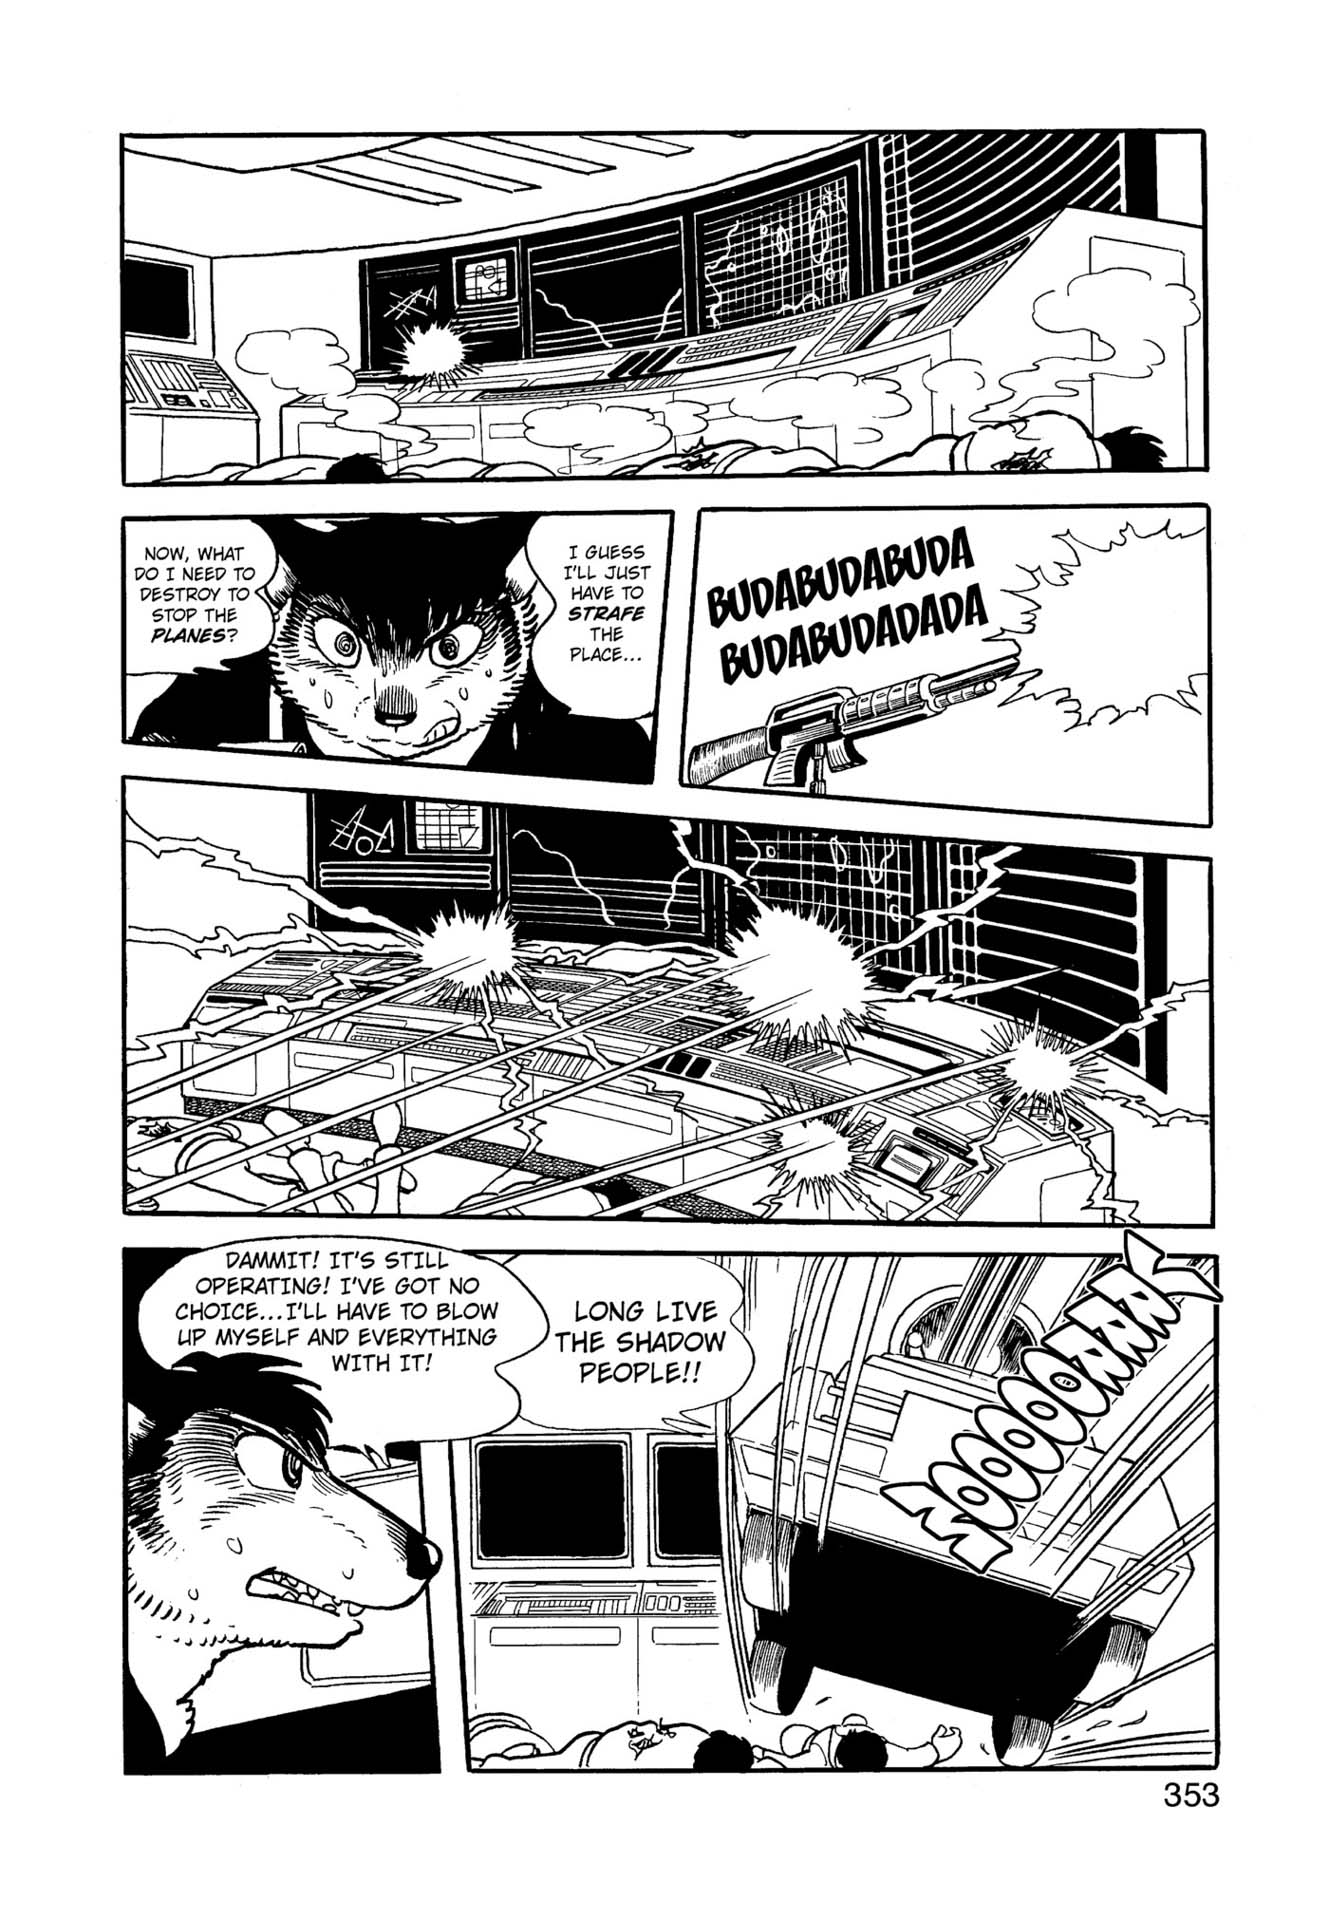 NOW, WHAT
DO I NEED TO
DESTROY TO
STOP THE
PLANES?
I GUESS
I'LL JUST
HAVE TO
STRAFE
THE
PLACE...
BUDABUDABUDA
BUDABUDADADA
DAMMIT! IT'S STILL
OPERATING! I'VE GOT NO
CHOICE...I'LL HAVE TO BLOW
UP MYSELF AND EVERYTHING
WITH IT!
LONG LIVE
THE SHADOW
PEOPLE!!
353